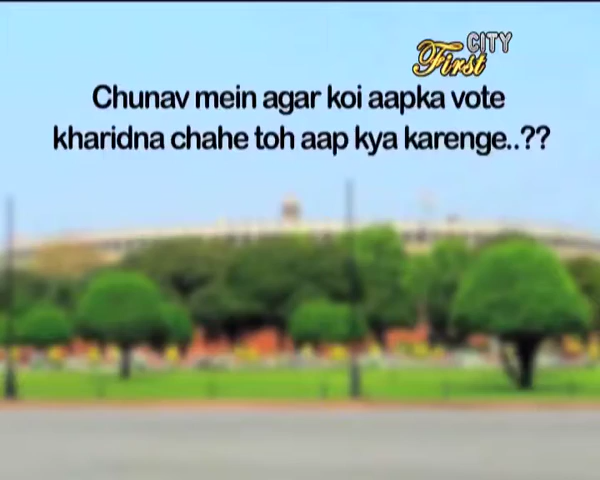 CITY
First
Chunav mein agar koi aapka vote
kharidna chahe toh aap kya karenge..??